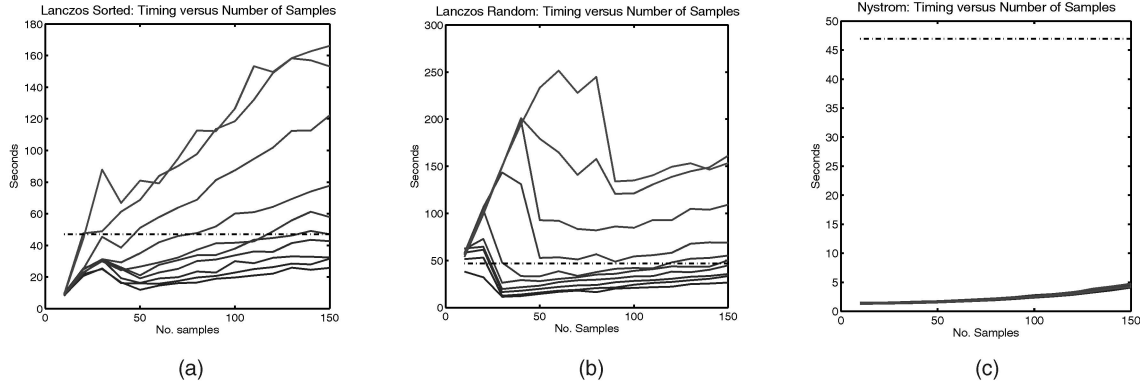 Lanczos Sorted: Timing versus Number of Samples
180
160
140
120
100
80
60
40
20
0
Seconds
0 50 100 150
No. samples
(a)
Lanczos Random: Timing versus Number of Samples
300
250
200
150
100
50
0
Seconds
0 50 100 150
No. Samples
(b)
Nystrom: Timing versus Number of Samples
50
45
40
35
30
25
20
15
10
5
0
Seconds
0 50 100 150
No. Samples
(c)